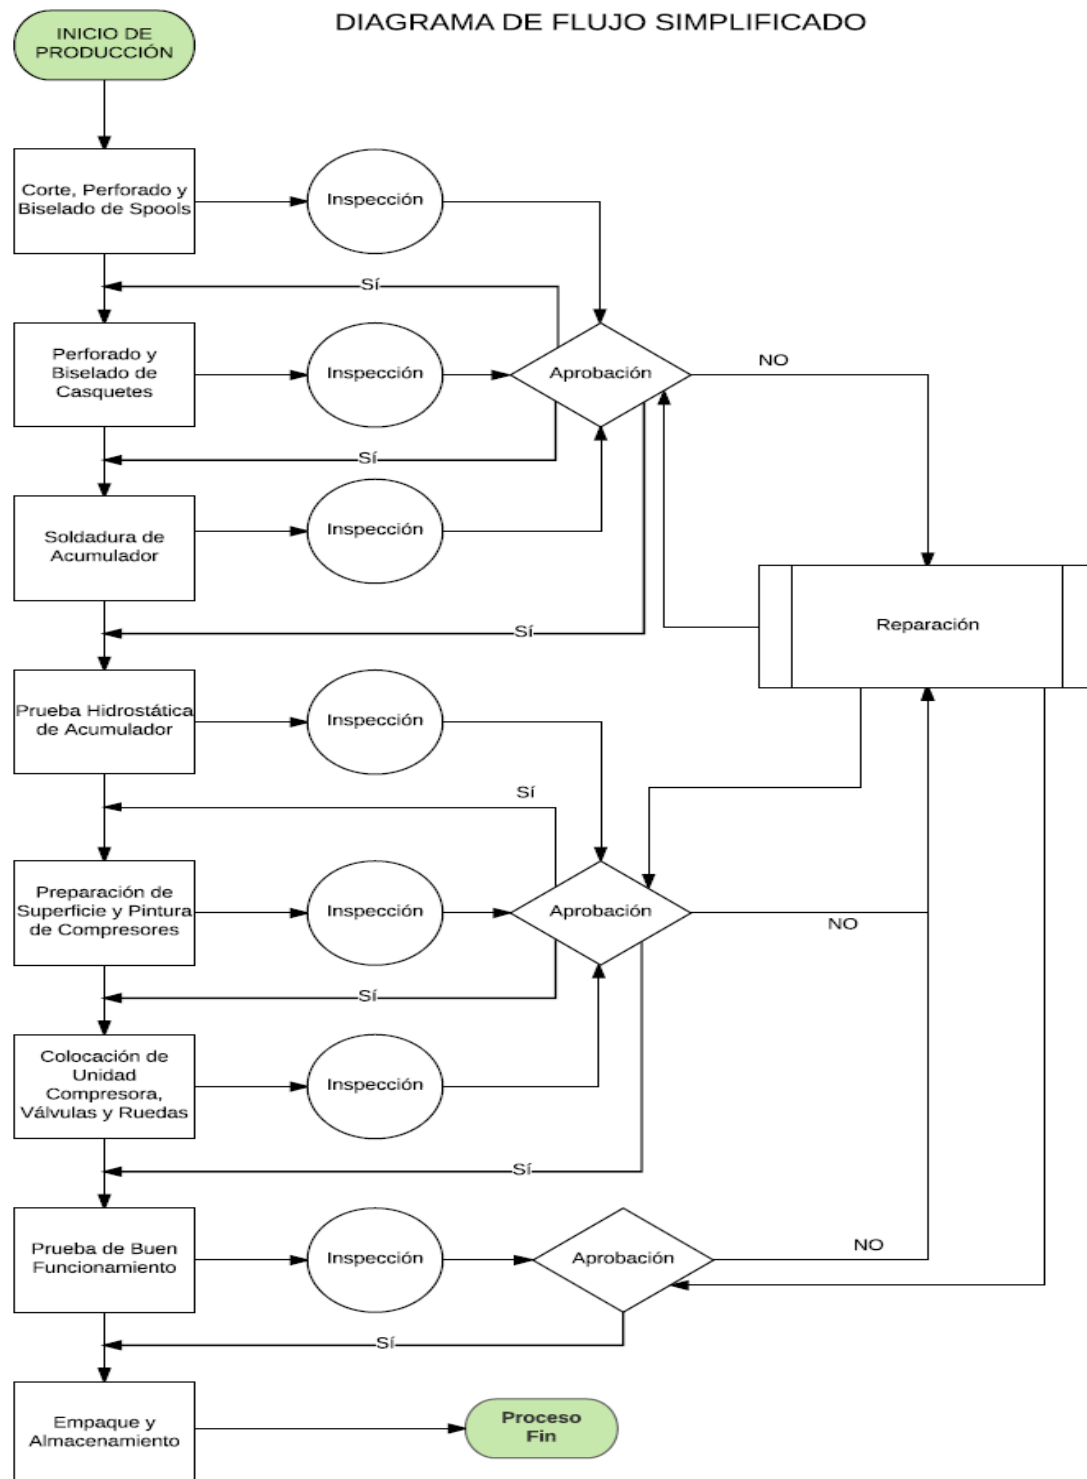 DIAGRAMA DE FLUJO SIMPLIFICADO
INICIO DE
PRODUCCIÓN
Corte, Perforado y
Biselado de Spools
Inspección
Sí
Perforado y
Biselado de
Casquetes
Inspección
Aprobación
NO
Sí
Soldadura de
Acumulador
Inspección
Reparación
Sí
Prueba Hidrostática
de Acumulador
Inspección
Sí
Preparación de
Superficie y Pintura
de Compresores
Inspección
Aprobación
NO
Sí
Colocación de
Unidad
Compresora,
Válvulas y Ruedas
Inspección
Sí
Prueba de Buen
Funcionamiento
Inspección
Aprobación
NO
Sí
Empaque y
Almacenamiento
Proceso
Fin